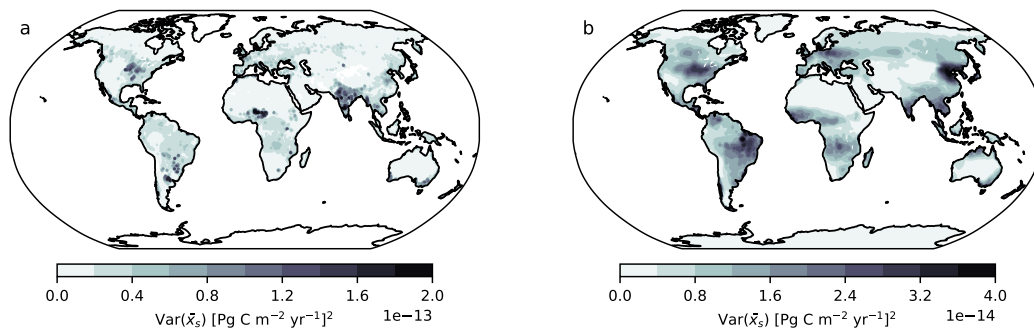 a
b
0.0 0.4 0.8 1.2 1.6 2.0
0.0 0.8 1.6 2.4 3.2 4.0
Var(x̄ₛ) [Pg C m⁻² yr⁻¹]² 1e−13
Var(x̄ₛ) [Pg C m⁻² yr⁻¹]² 1e−14